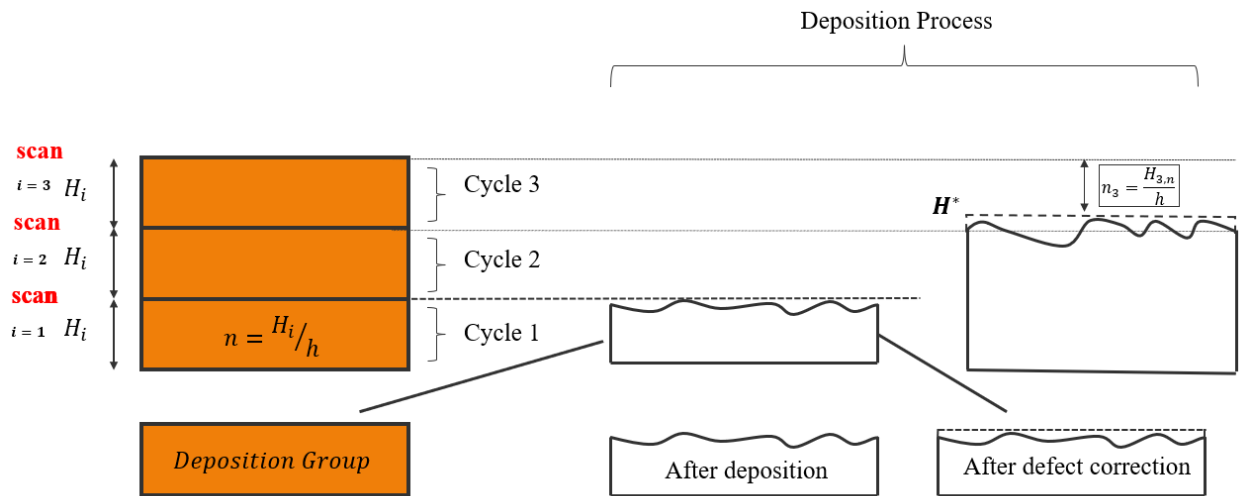 Deposition Process
scan
i = 3 H_i
Cycle 3
n_3 = \frac{H_{3,n}}{h}
H^*
scan
i = 2 H_i
Cycle 2
scan
i = 1 H_i
n = H_i/h
Cycle 1
Deposition Group
After deposition
After defect correction